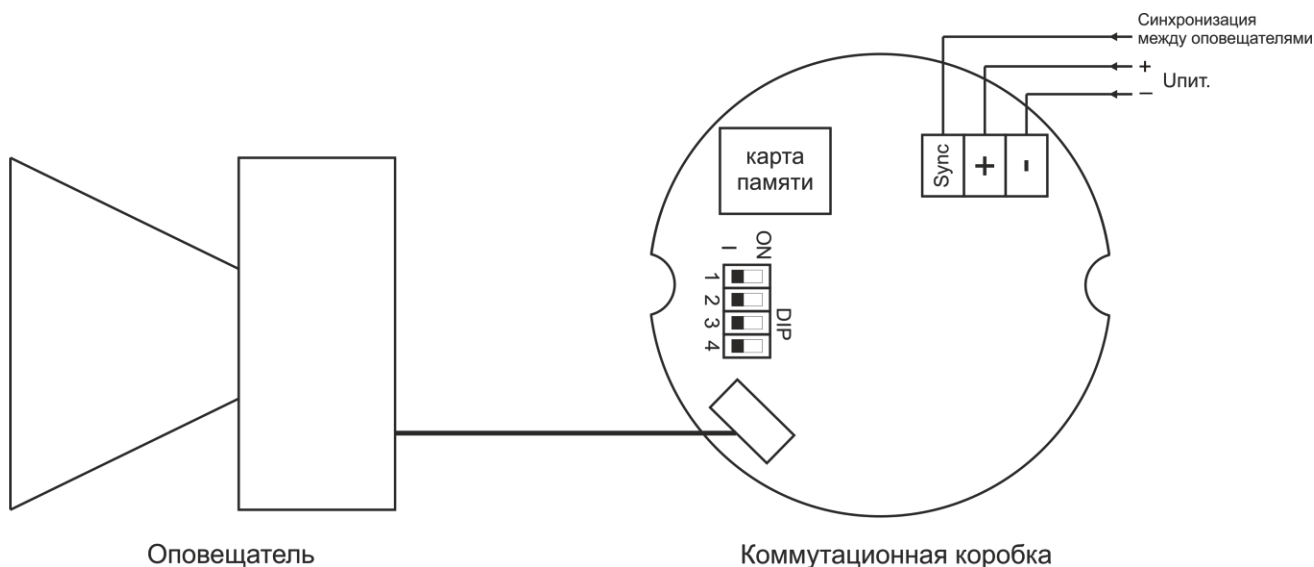 Синхронизация
между оповещателями
+
Uпит.
−
карта
памяти
Sync
+
-
ON
I
1
2
3
4
DIP
Оповещатель
Коммутационная коробка